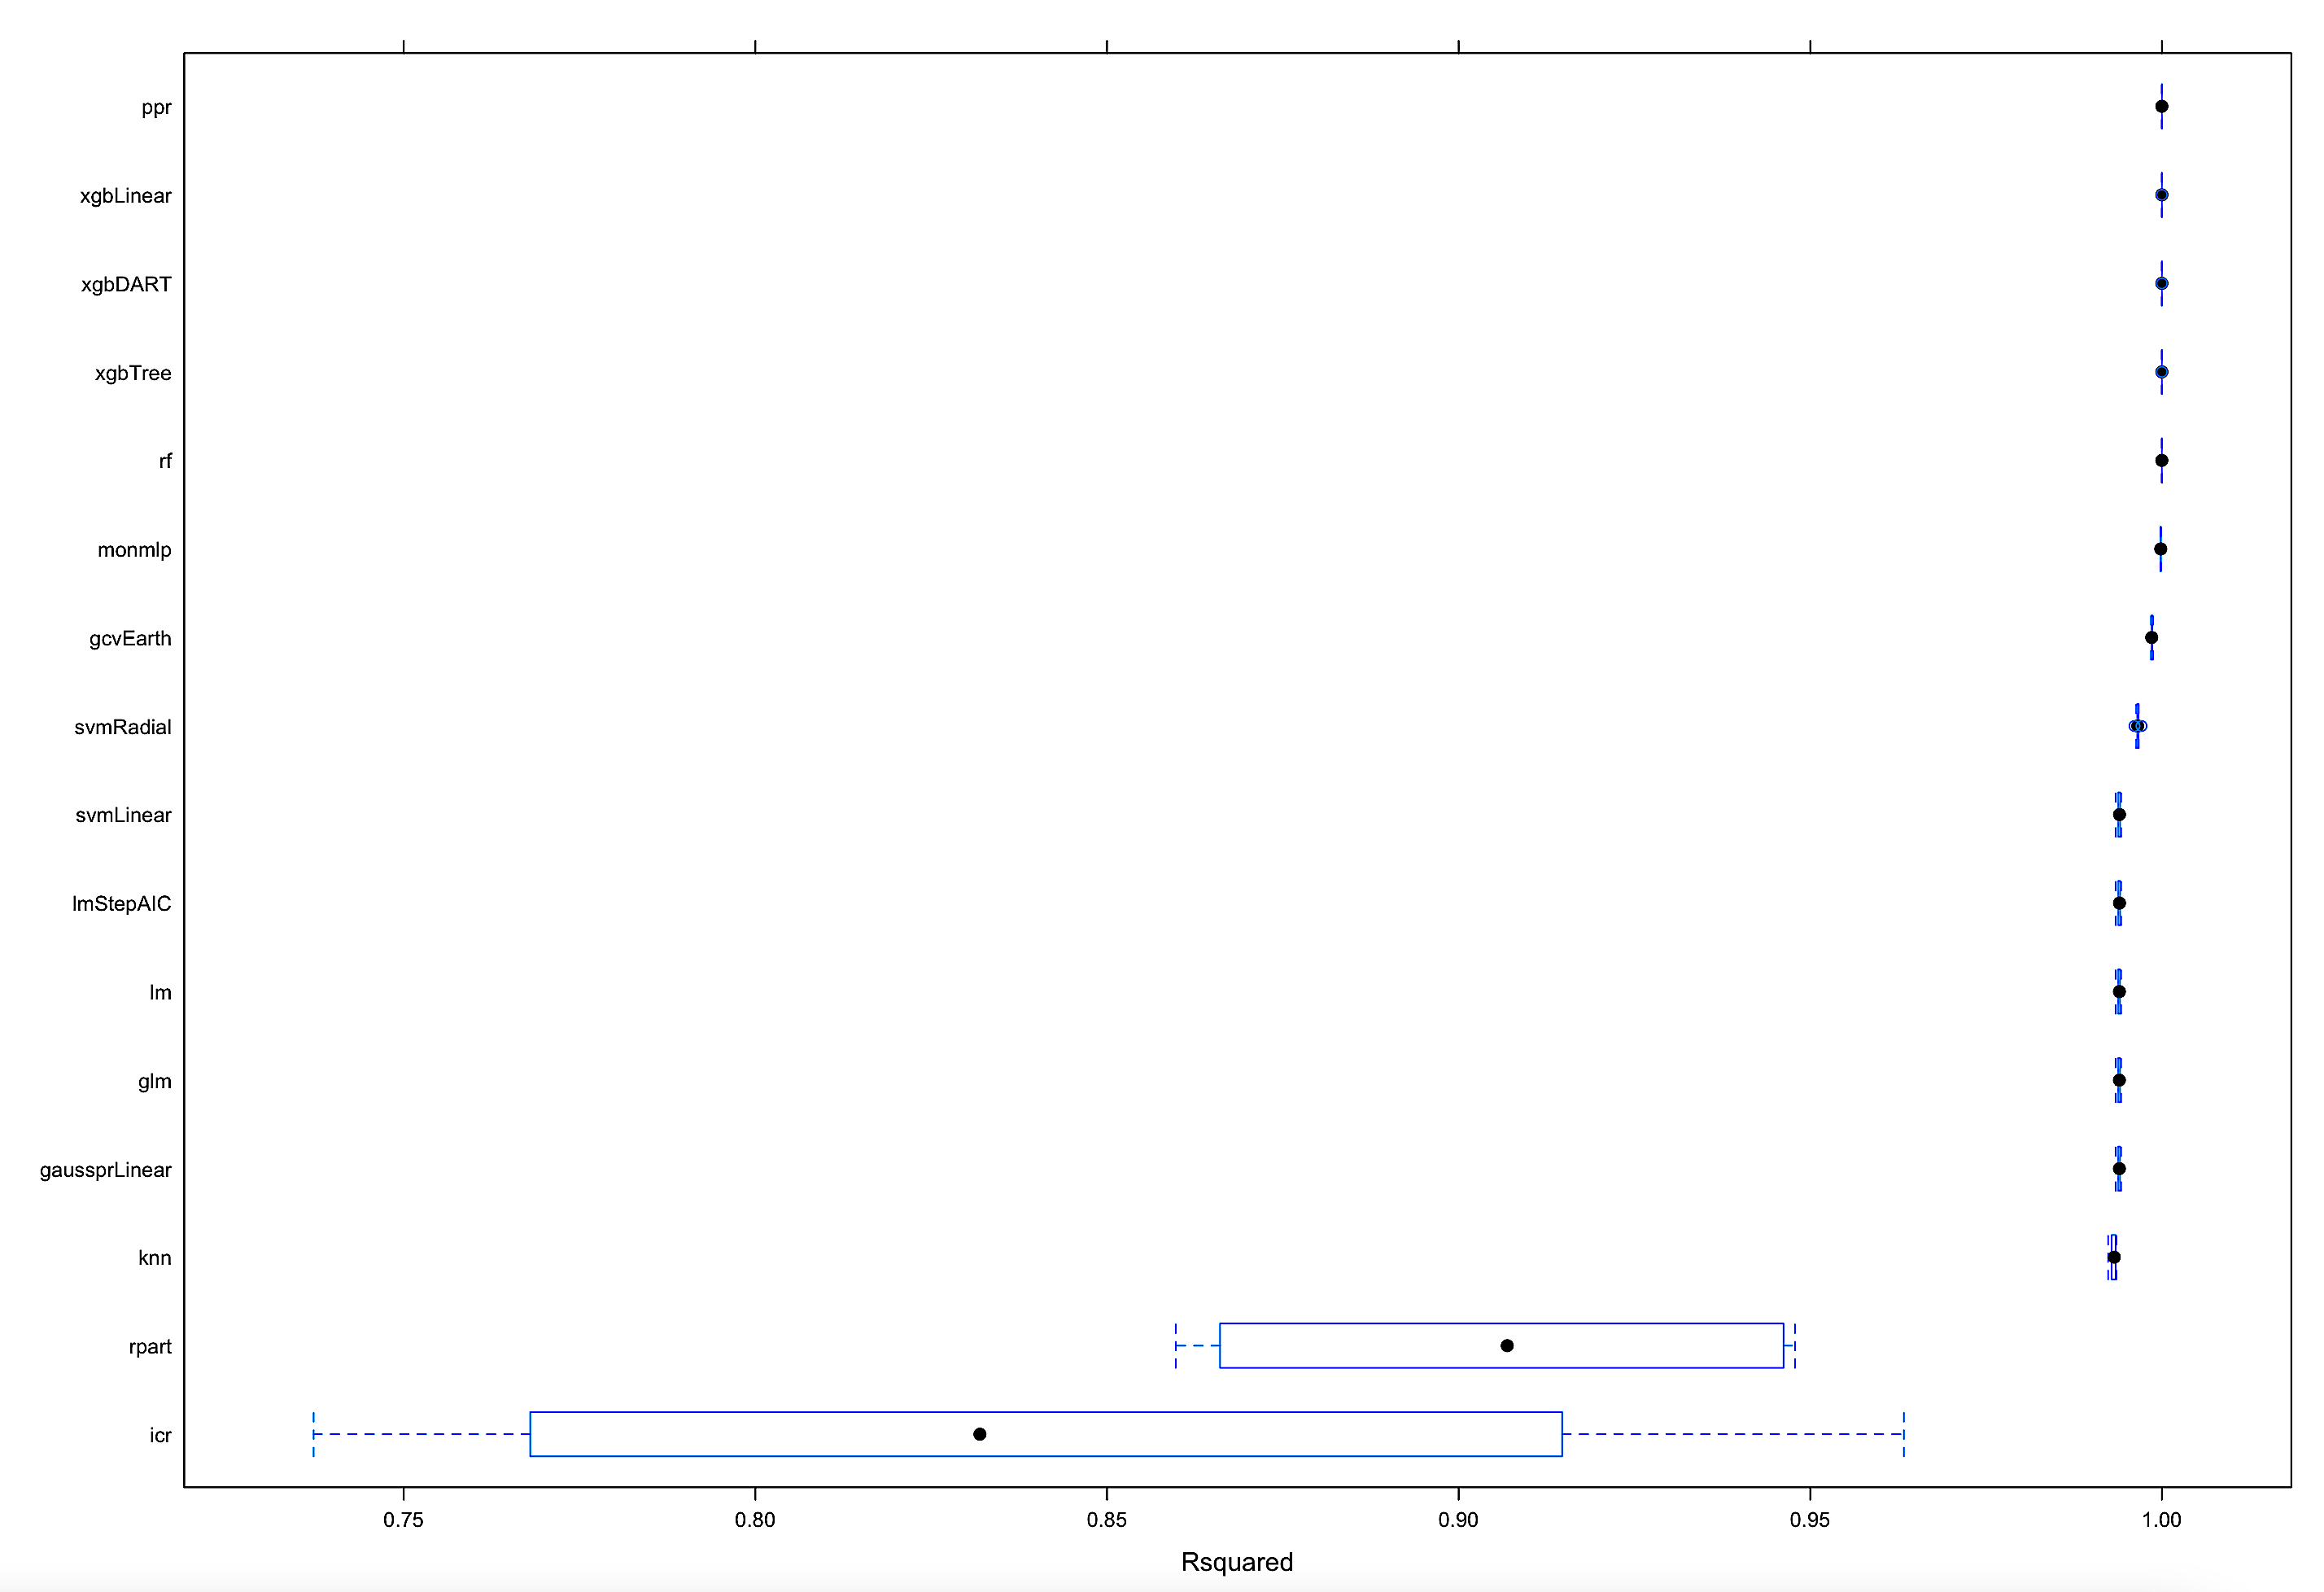 ppr
xgbLinear
xgbDART
xgbTree
rf
monmlp
gcvEarth
svmRadial
svmLinear
lmStepAIC
lm
glm
gaussprLinear
knn
rpart
icr
0.75 0.80 0.85 0.90 0.95 1.00
Rsquared